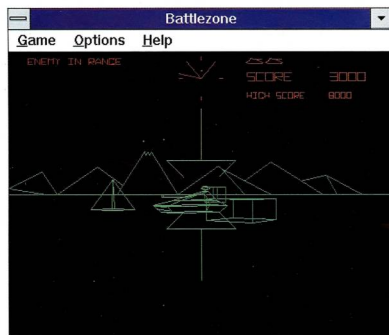 Battlezone
Game Options Help
ENEMY IN RANGE
SCORE 3000
HIGH SCORE 8000